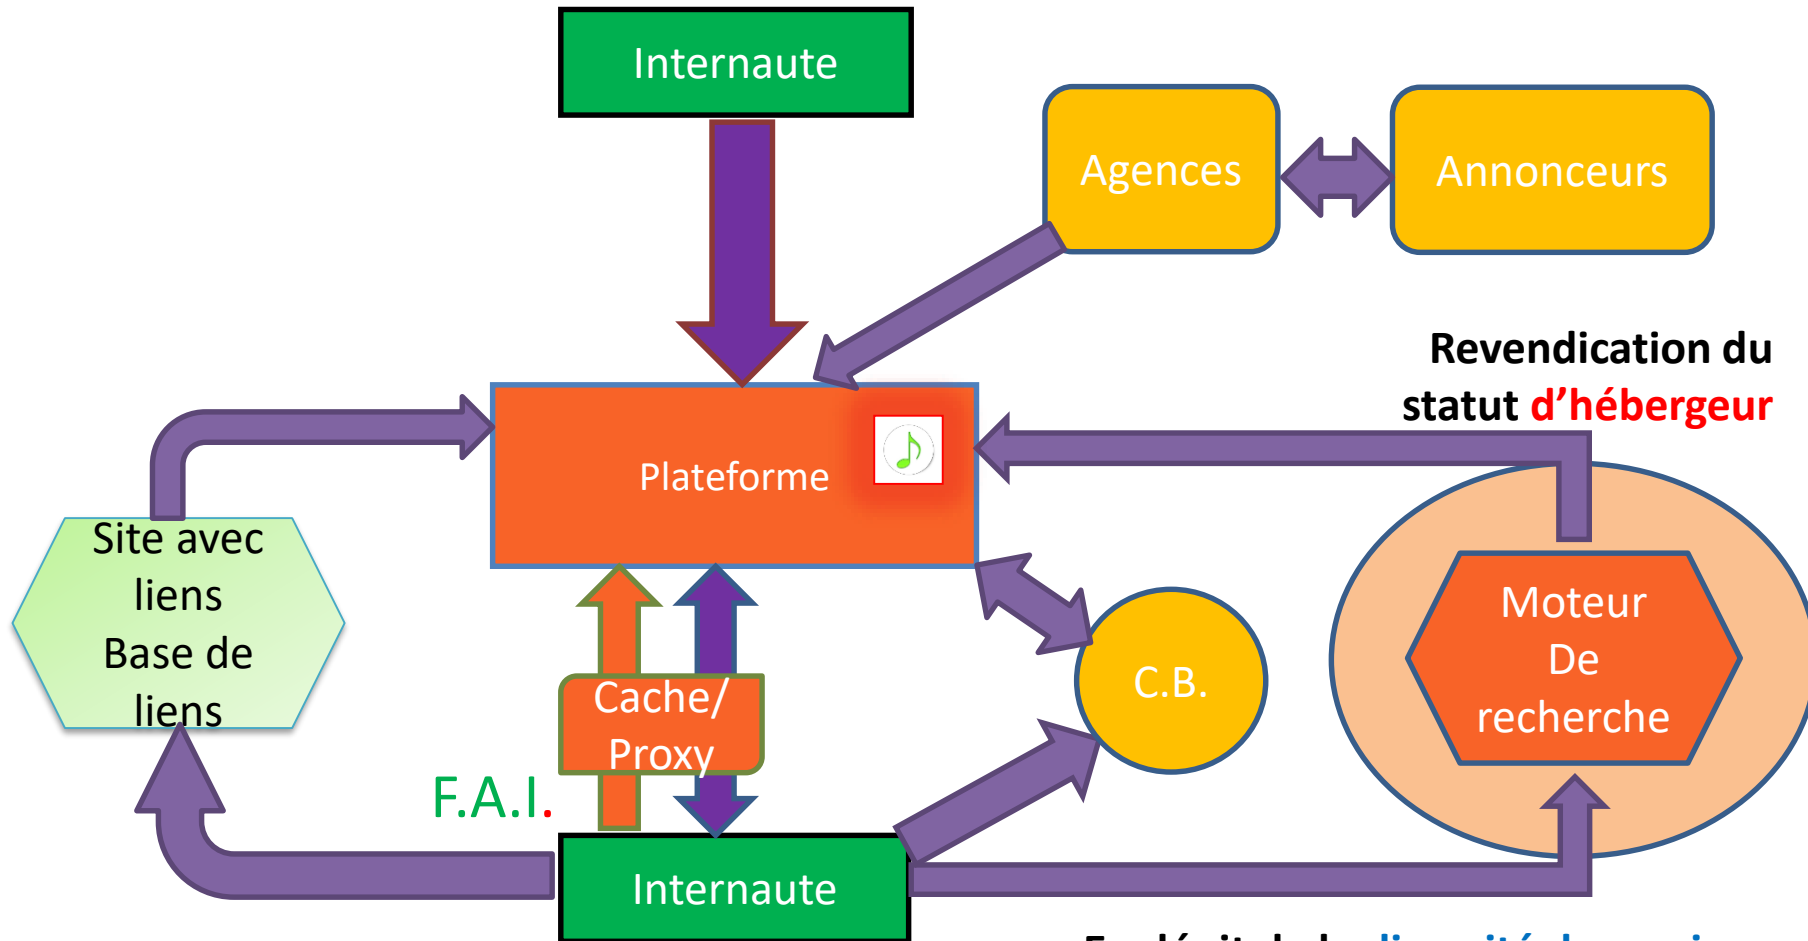 Internaute
Agences
Annonceurs
Revendication du
statut d’hébergeur
Plateforme
Site avec
liens
Base de
liens
Moteur
De
recherche
C.B.
Cache/
Proxy
F.A.I.
Internaute